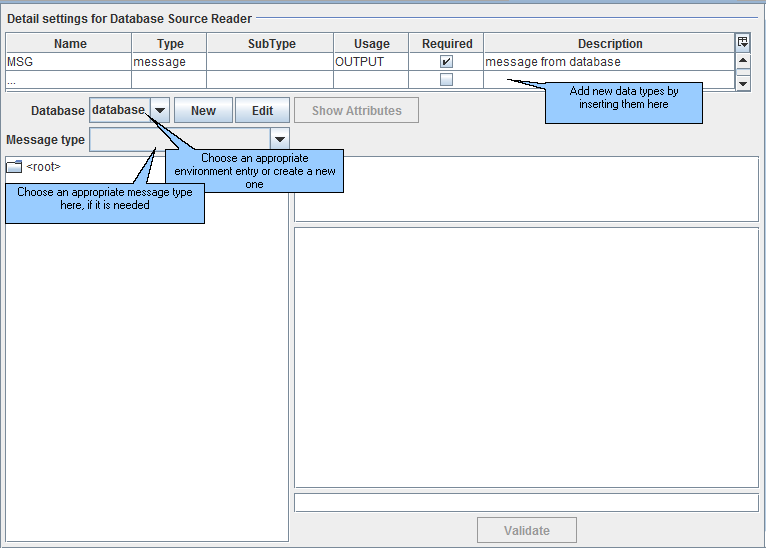 Detail settings for Database Source Reader
Name Type SubType Usage Required Description
MSG message OUTPUT message from database
...
Add new data types by
inserting them here
Database database New Edit Show Attributes
Message type
Choose an appropriate
environment entry or create a new
one
<root>
Choose an appropriate message type
here, if it is needed
Validate